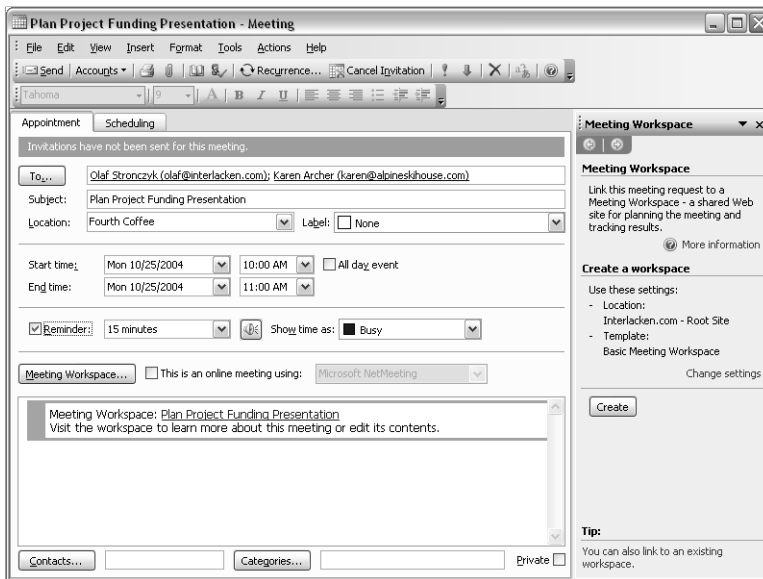 Plan Project Funding Presentation - Meeting
File Edit View Insert Format Tools Actions Help
Send Accounts Recurrence... Cancel Invitation
Tahoma 9 A B I U
Appointment Scheduling
Invitations have not been sent for this meeting.
To... Olaf Stronczyk (olaf@interlacken.com); Karen Archer (karen@alpineskihouse.com)
Subject: Plan Project Funding Presentation
Location: Fourth Coffee Label: None
Start time: Mon 10/25/2004 10:00 AM All day event
End time: Mon 10/25/2004 11:00 AM
Reminder: 15 minutes Show time as: Busy
Meeting Workspace... This is an online meeting using: Microsoft NetMeeting
Meeting Workspace: Plan Project Funding Presentation
Visit the workspace to learn more about this meeting or edit its contents.
Contacts... Categories... Private
Meeting Workspace
Meeting Workspace
Link this meeting request to a
Meeting Workspace - a shared Web
site for planning the meeting and
tracking results.
More information
Create a workspace
Use these settings:
- Location:
Interlacken.com - Root Site
- Template:
Basic Meeting Workspace
Change settings
Create
Tip:
You can also link to an existing
workspace.